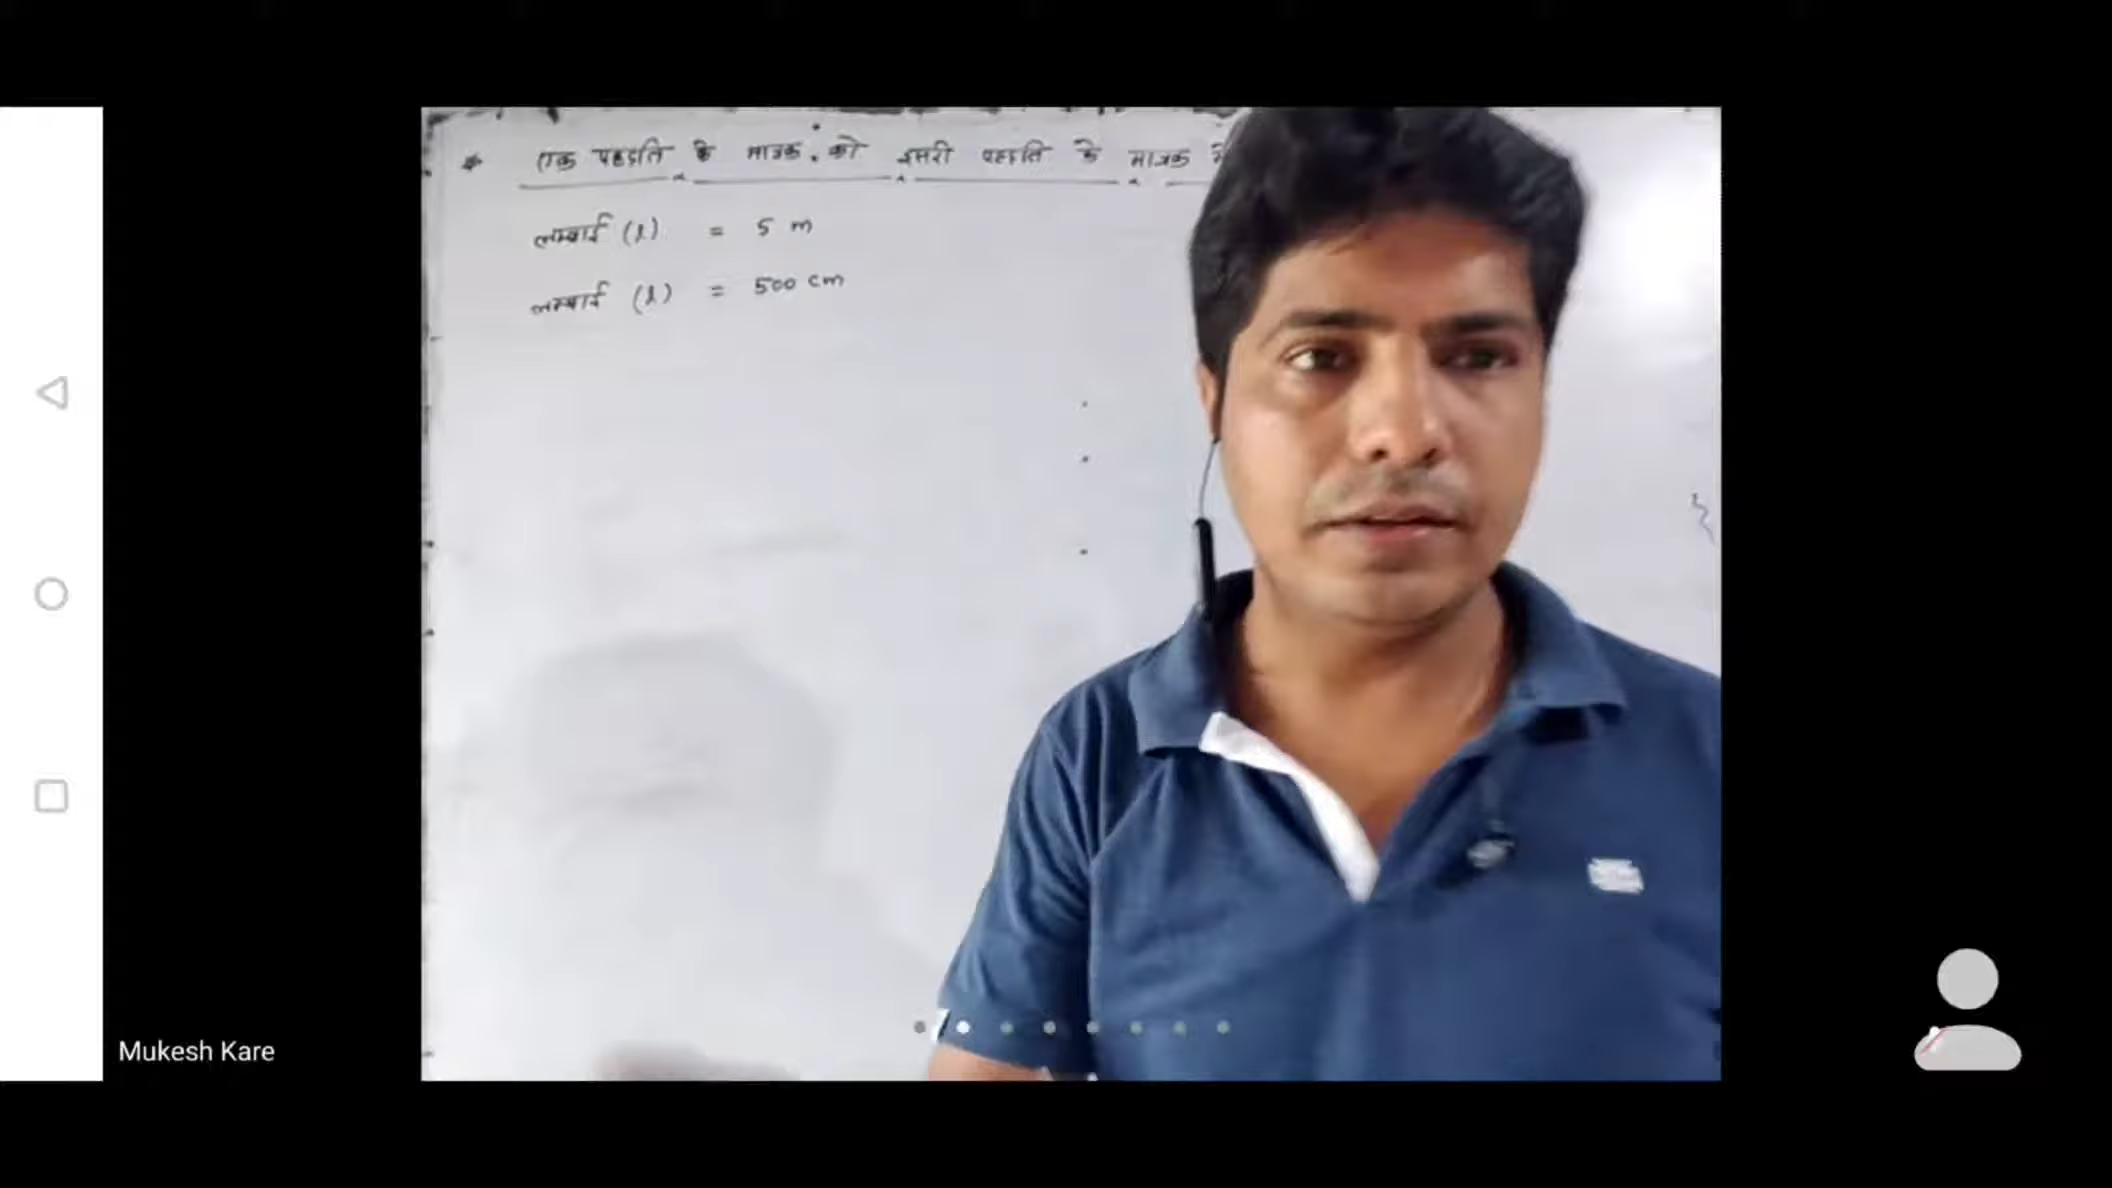 * एक पद्धति के मात्रक को दूसरी पद्धति के मात्रक में
लम्बाई (l) = 5 m
लम्बाई (l) = 500 cm
Mukesh Kare